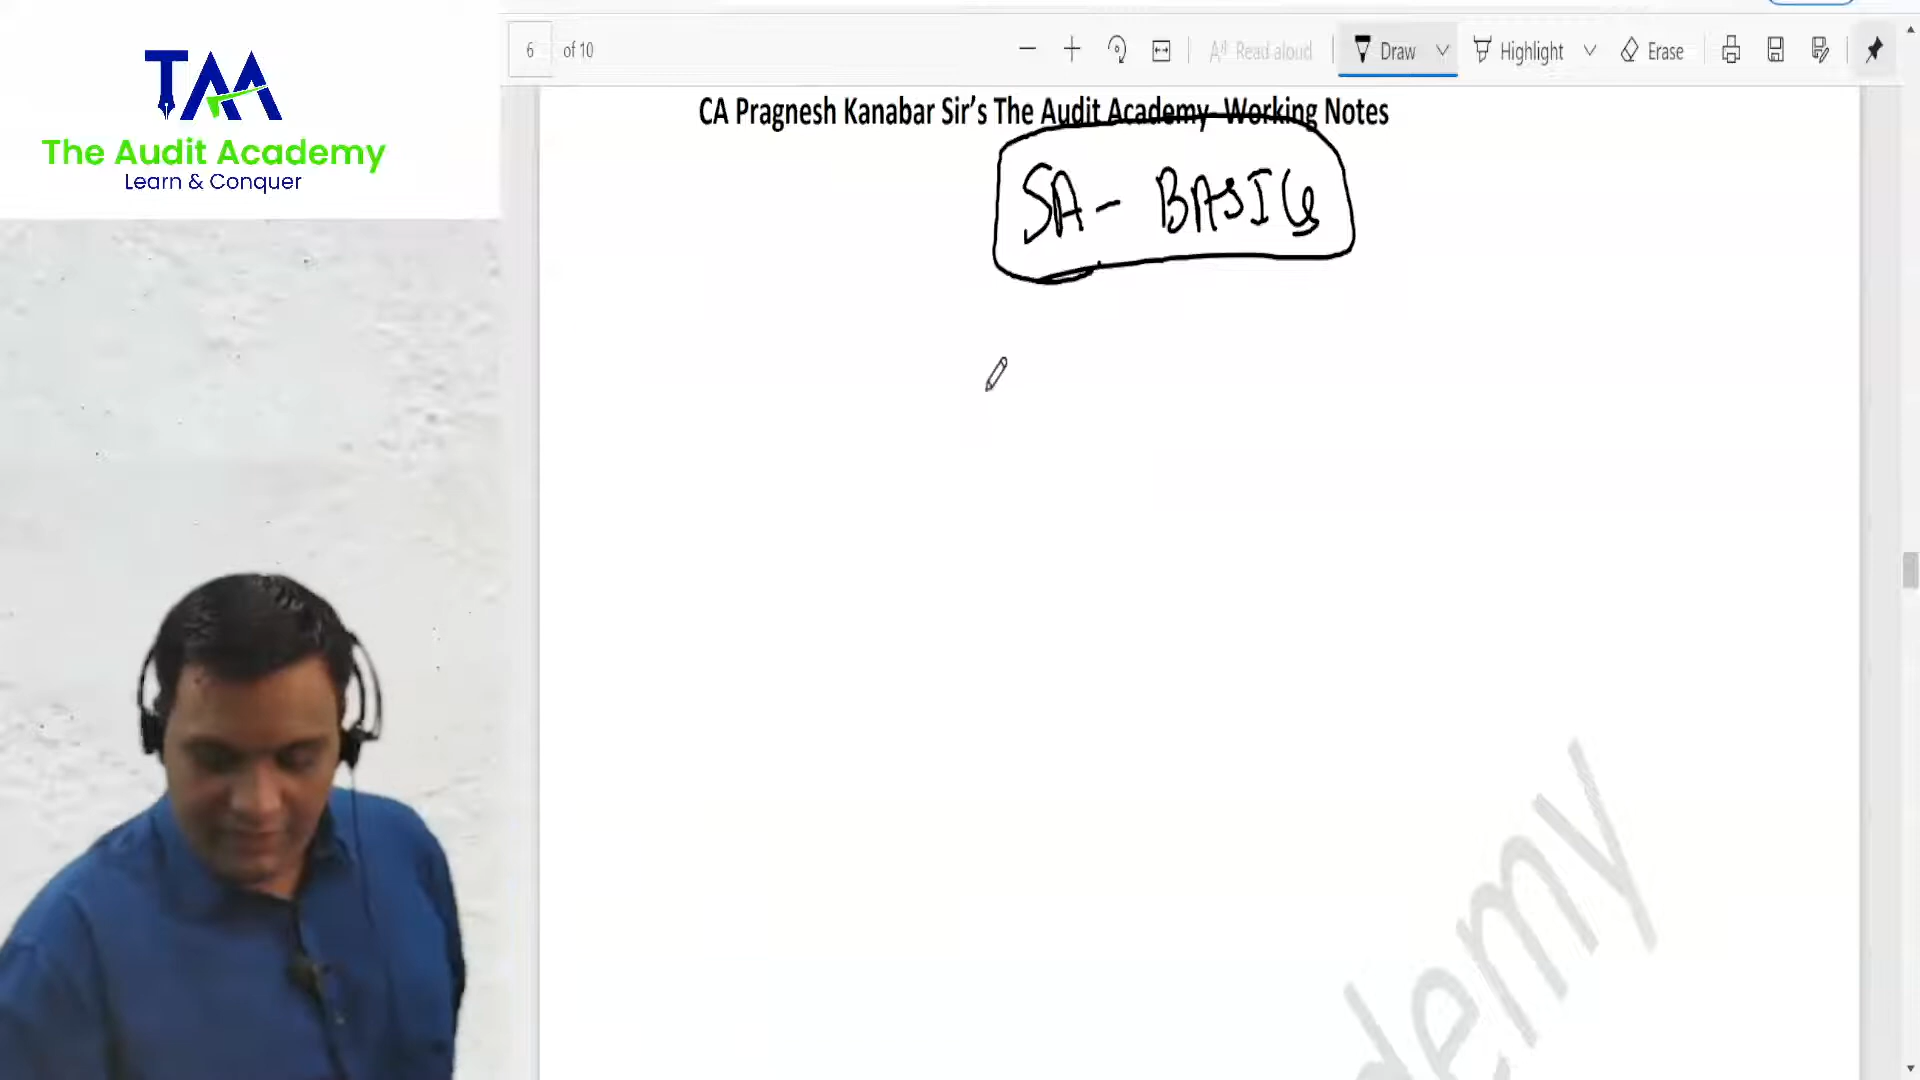 6 of 10
Read aloud
Draw
Highlight
Erase
TAA
The Audit Academy
Learn & Conquer
CA Pragnesh Kanabar Sir's The Audit Academy- Working Notes
SA - BASICS
demy